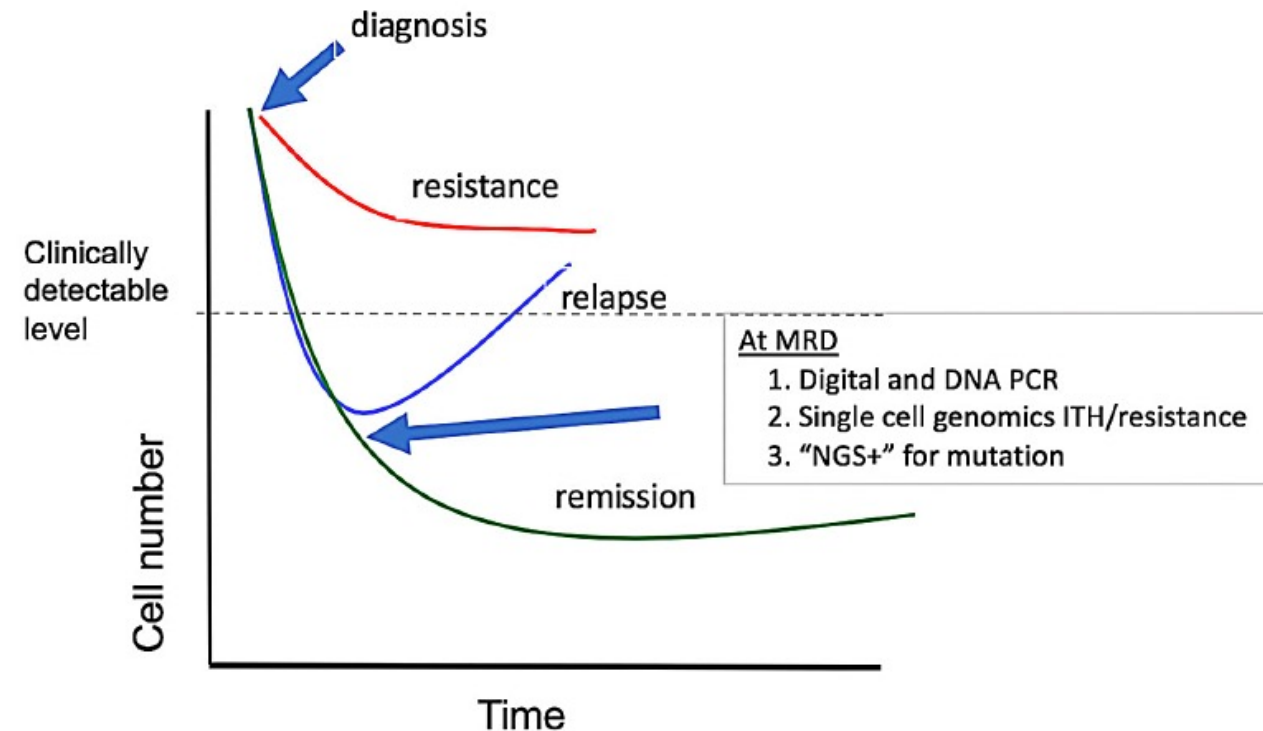 diagnosis
resistance
Clinically
detectable
level
relapse
At MRD
1. Digital and DNA PCR
2. Single cell genomics ITH/resistance
3. “NGS+” for mutation
remission
Cell number
Time